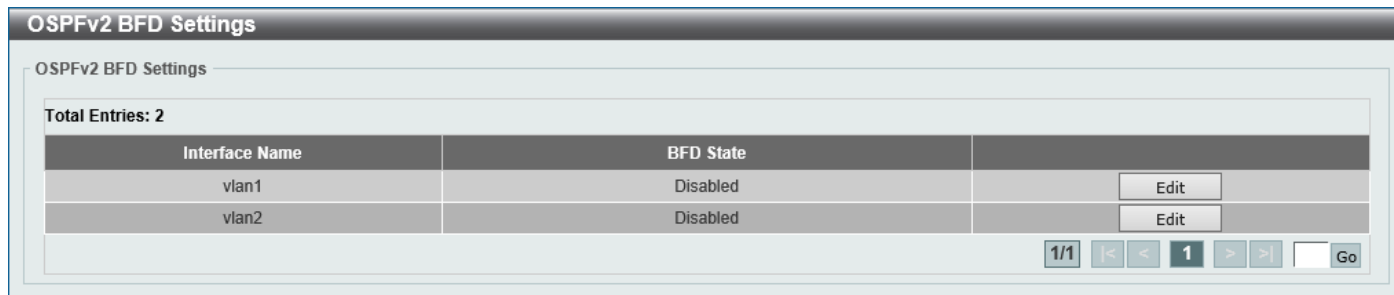 OSPFv2 BFD Settings
OSPFv2 BFD Settings
Total Entries: 2
Interface Name BFD State
vlan1 Disabled Edit
vlan2 Disabled Edit
1/1 |< < 1 > >| Go